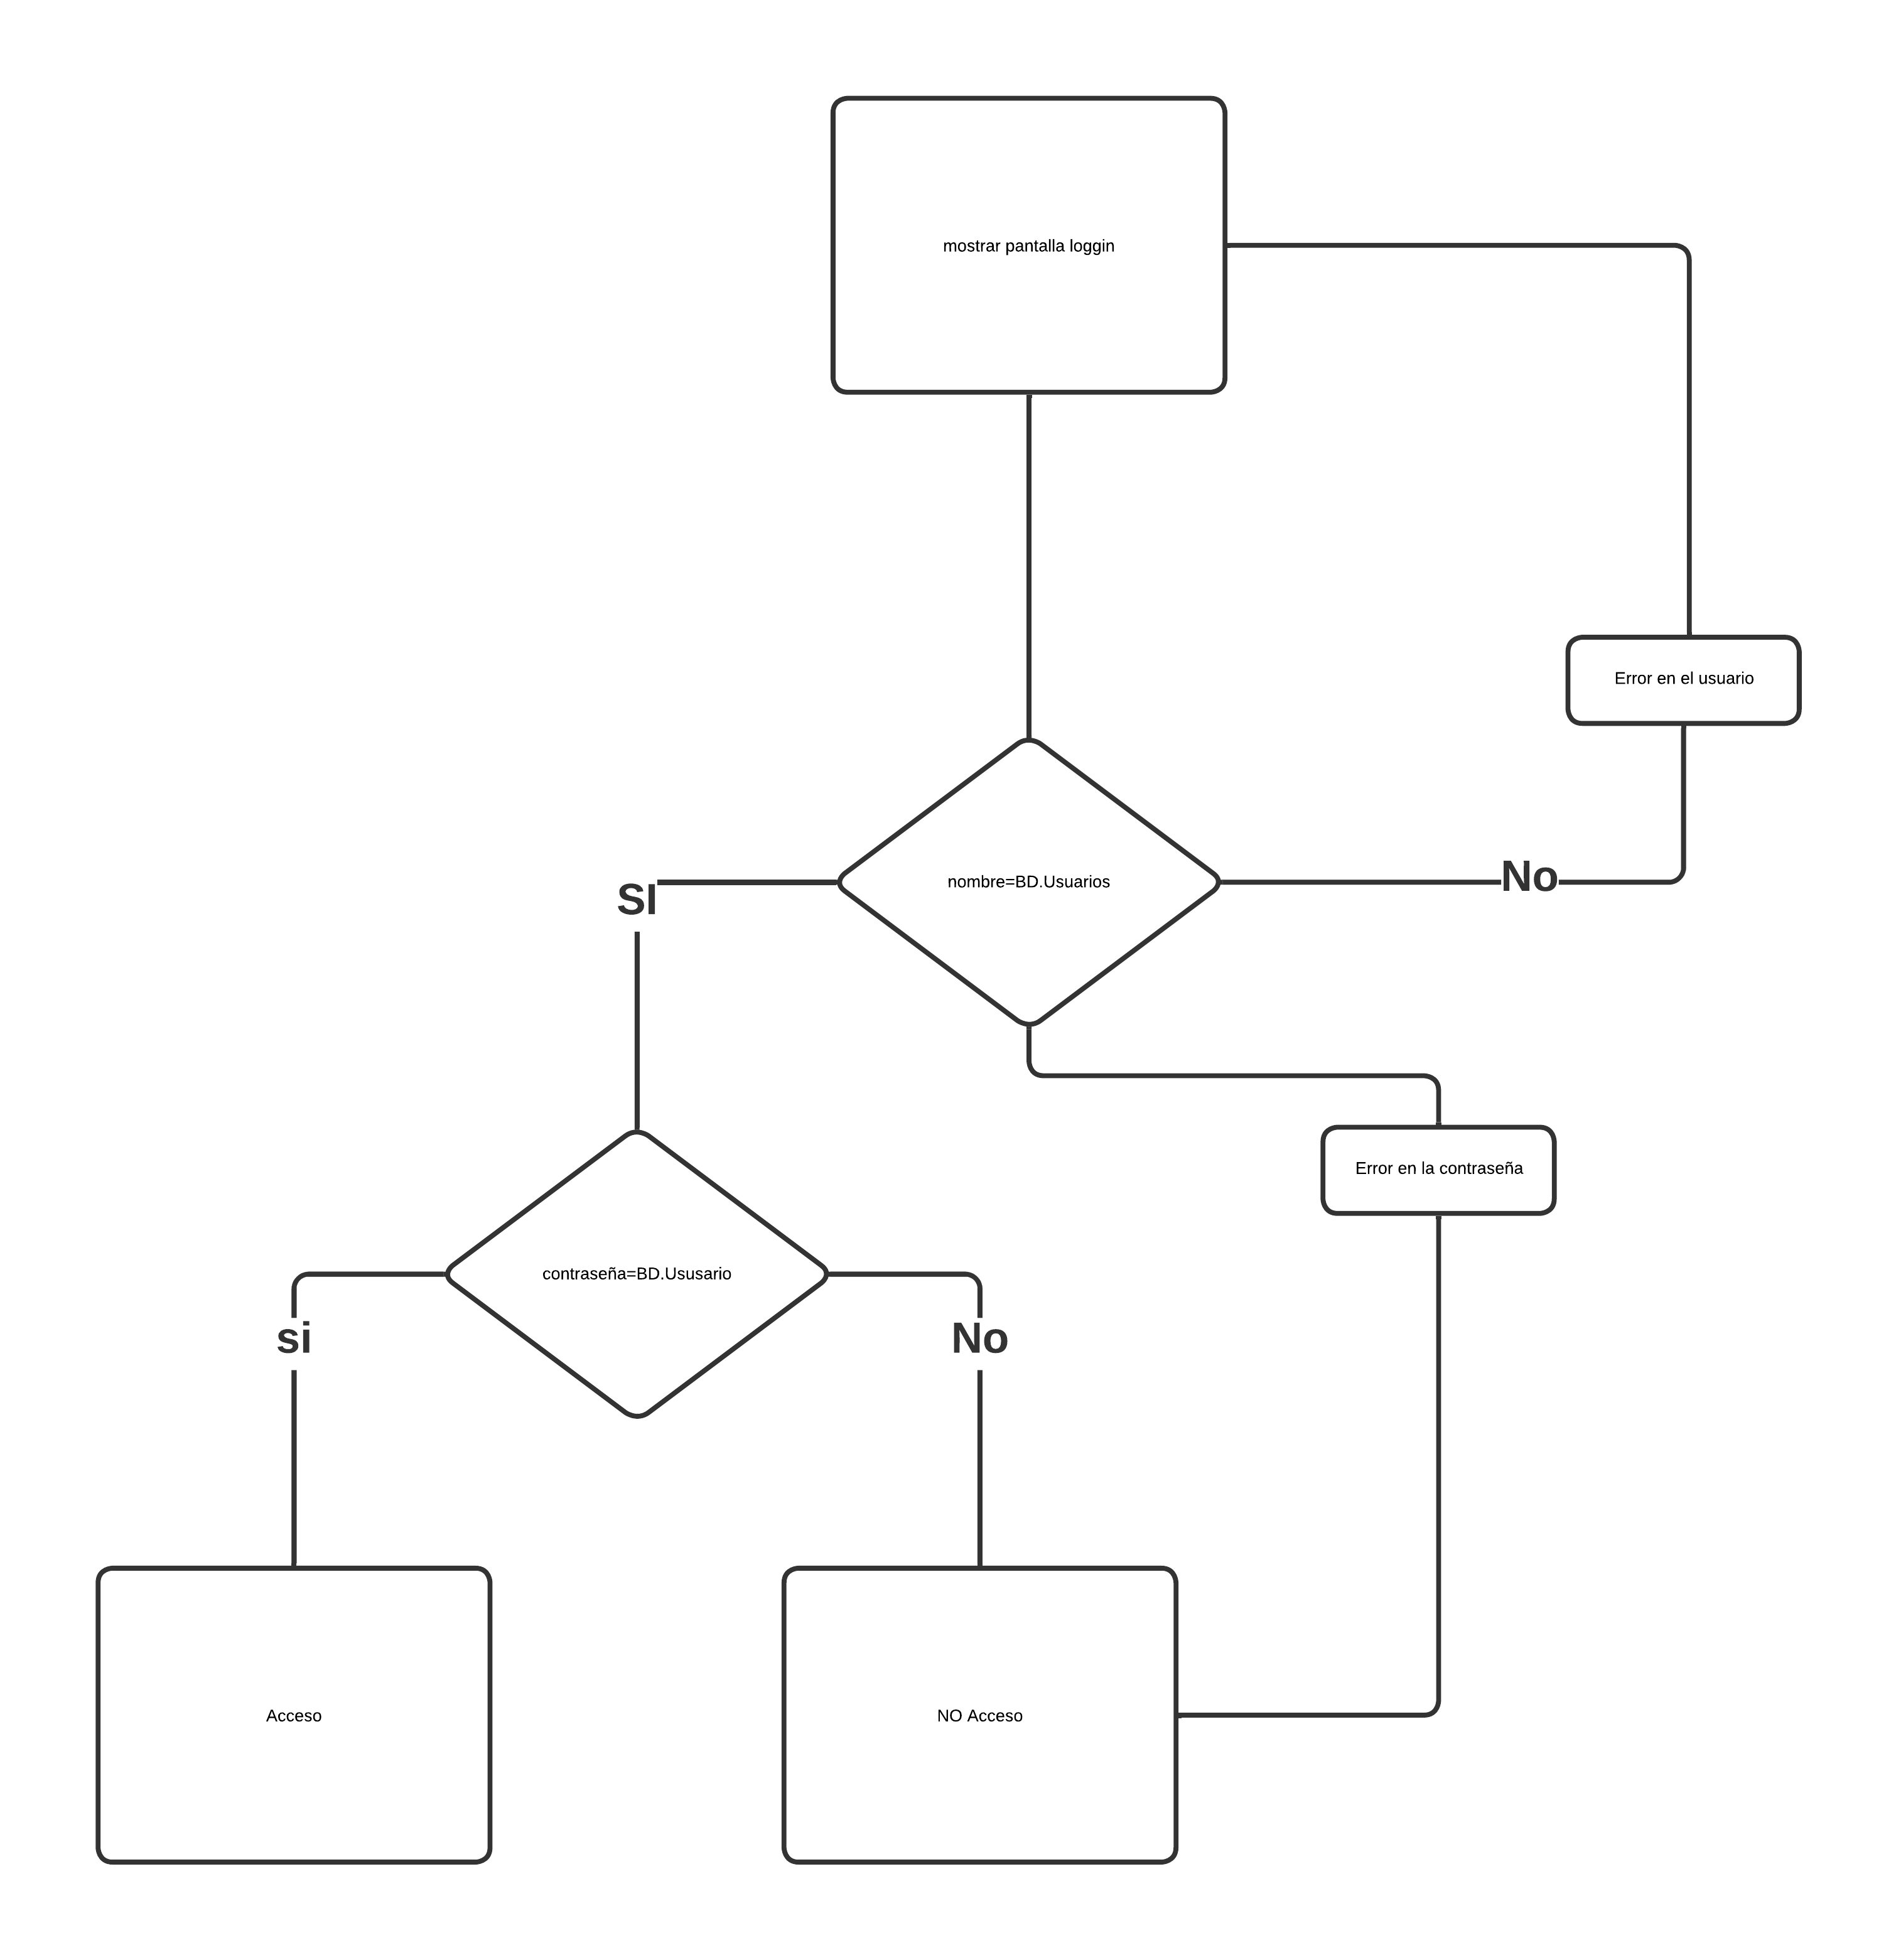 mostrar pantalla loggin
Error en el usuario
nombre=BD.Usuarios
No
SI
Error en la contraseña
contraseña=BD.Ususario
si
No
Acceso
NO Acceso